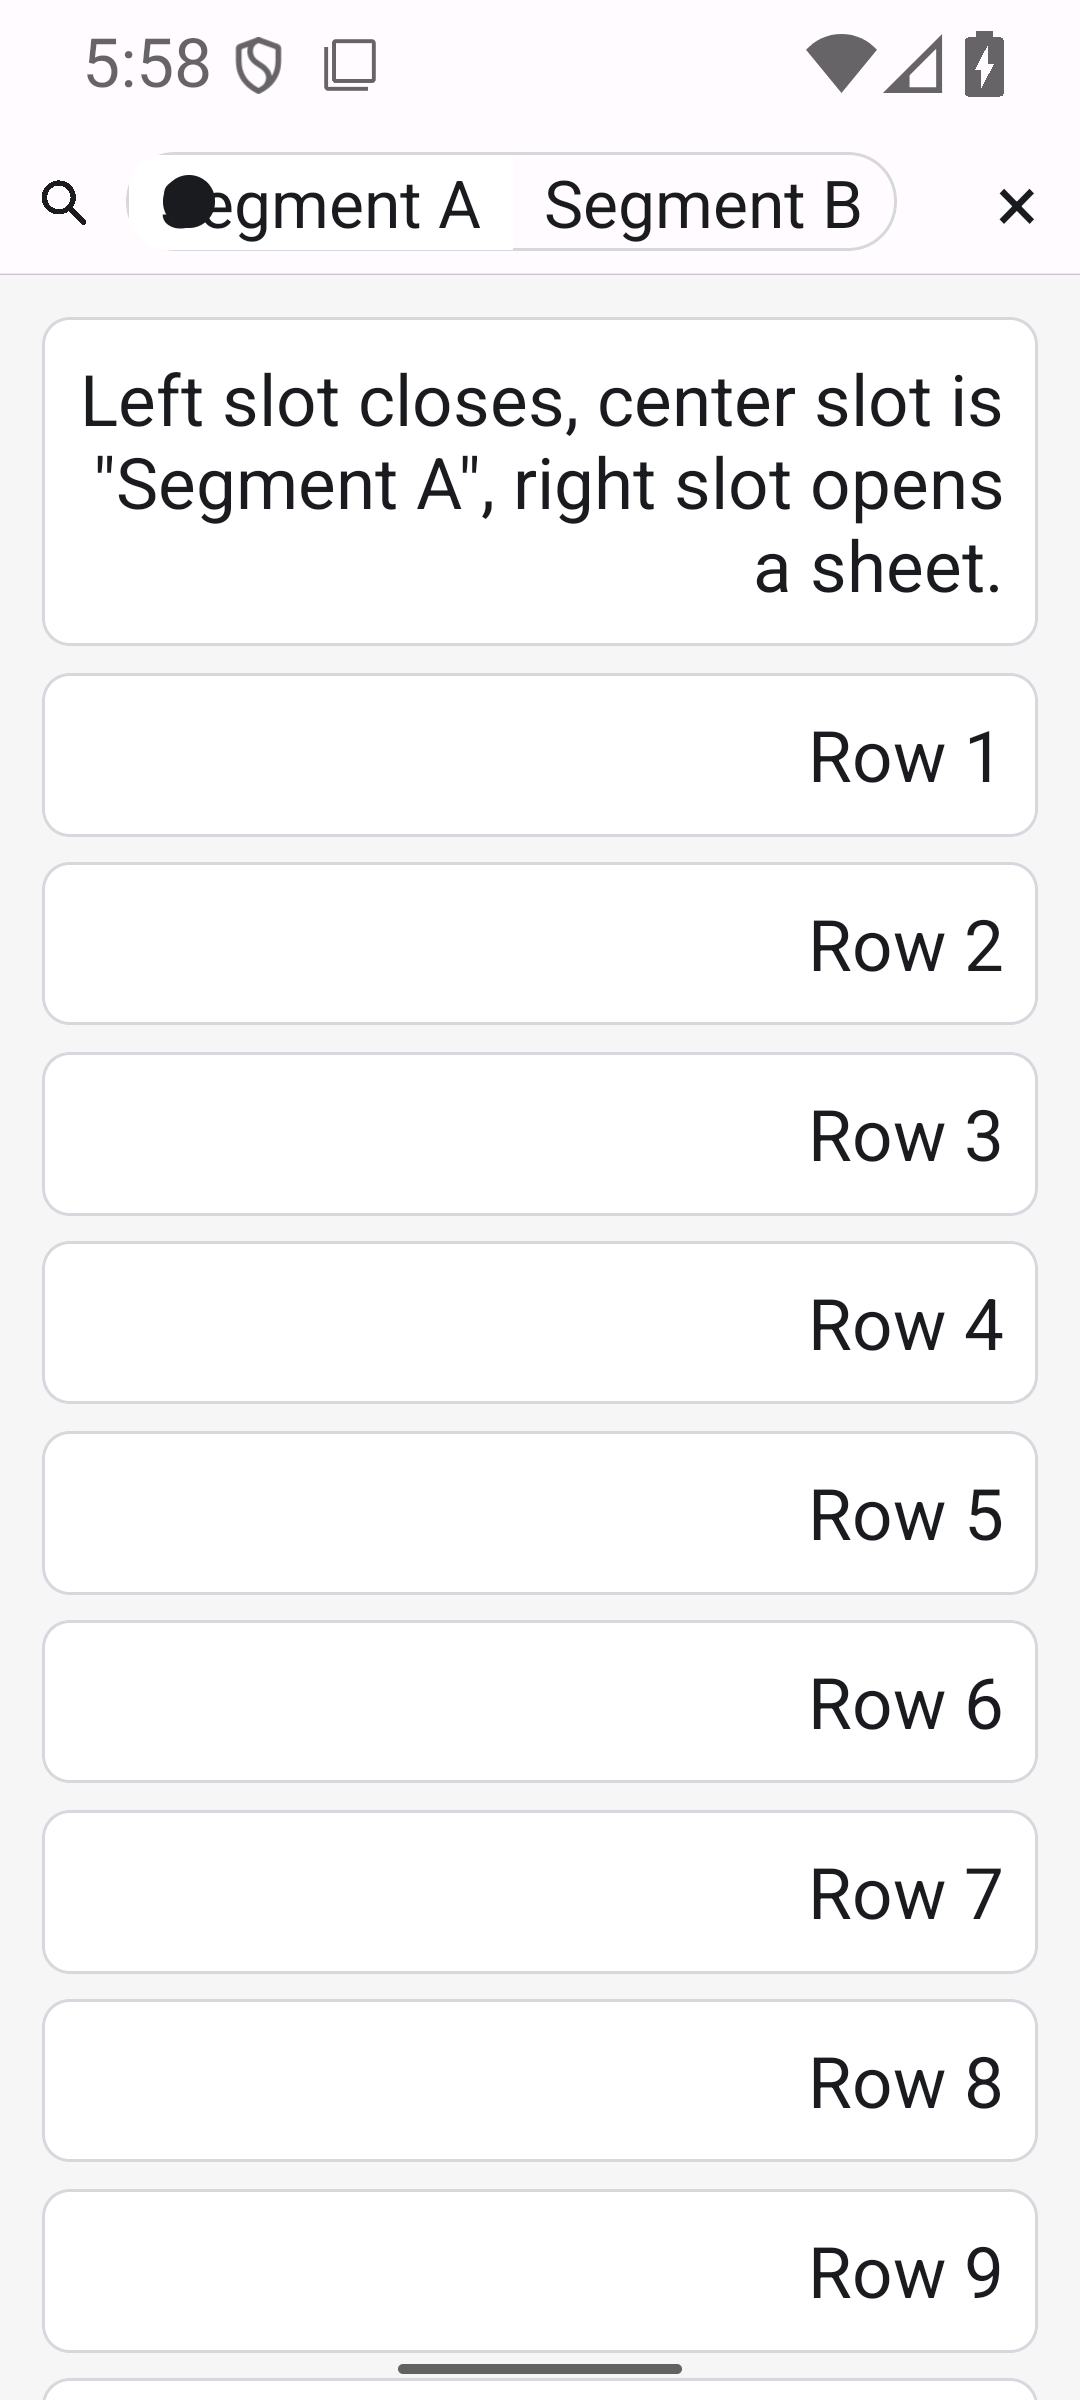 5:58
Segment A Segment B
Left slot closes, center slot is
"Segment A", right slot opens
a sheet.
Row 1
Row 2
Row 3
Row 4
Row 5
Row 6
Row 7
Row 8
Row 9